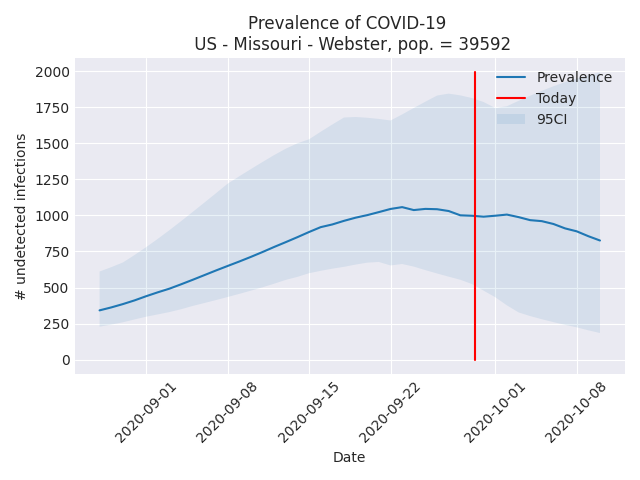 Prevalence of COVID-19
US - Missouri - Webster, pop. = 39592
Prevalence
Today
95CI
# undetected infections
2000
1750
1500
1250
1000
750
500
250
0
2020-09-01
2020-09-08
2020-09-15
2020-09-22
2020-10-01
2020-10-08
Date